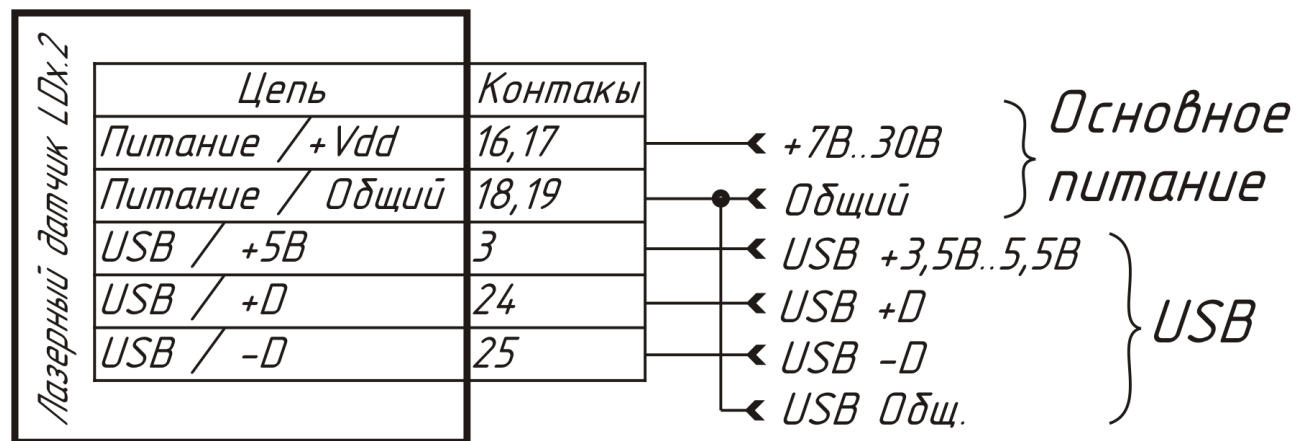 Лазерный датчик LDx.2
Цепь Контакы
Питание / +Vdd 16,17 +7В..30В
Питание / Общий 18,19 Общий
Основное
питание
USB / +5В 3 USB +3,5В..5,5В
USB / +D 24 USB +D
USB / -D 25 USB -D
USB Общ.
USB